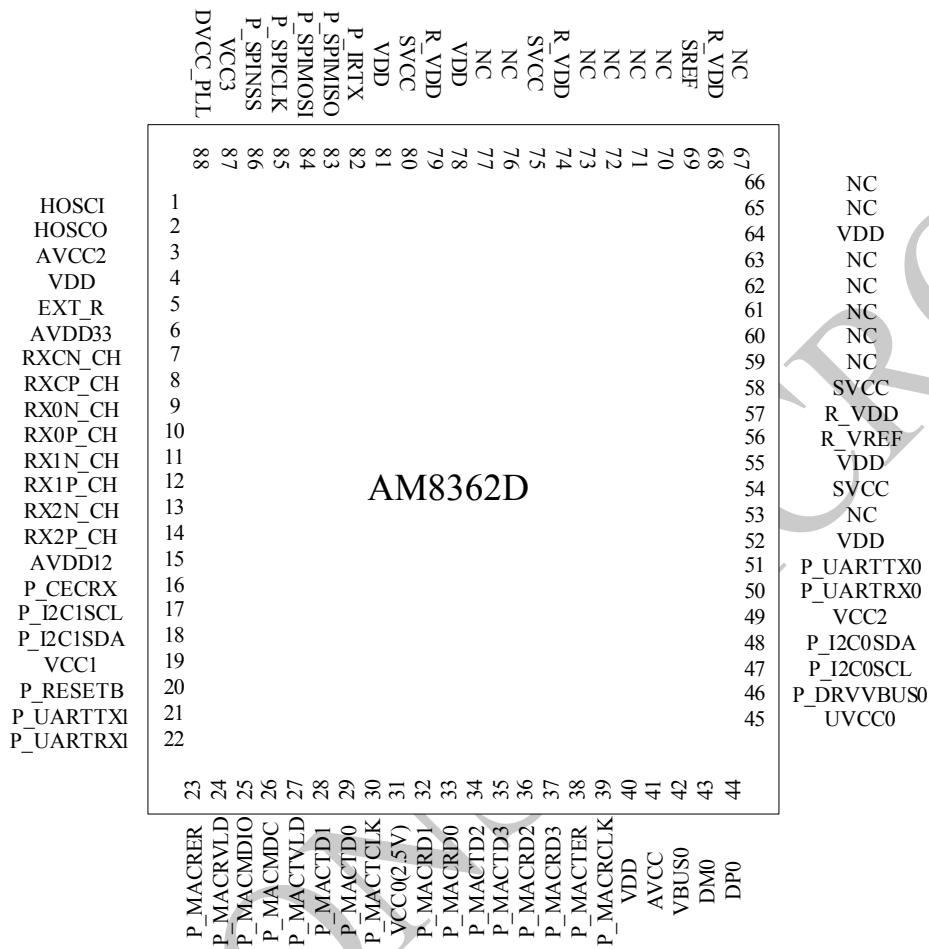 DVCC_PLL
VCC3
P_SPINSS
P_SPICLK
P_SPIMOSI
P_SPIMISO
P_IRTX
VDD
SVCC
R_VDD
VDD
NC
NC
SVCC
R_VDD
NC
NC
NC
NC
SREF
R_VDD
NC
88
87
86
85
84
83
82
81
80
79
78
77
76
75
74
73
72
71
70
69
68
67
HOSCI 1
HOSCO 2
AVCC2 3
VDD 4
EXT_R 5
AVDD33 6
RXCN_CH 7
RXCP_CH 8
RX0N_CH 9
RX0P_CH 10
RX1N_CH 11
RX1P_CH 12
RX2N_CH 13
RX2P_CH 14
AVDD12 15
P_CECRX 16
P_I2C1SCL 17
P_I2C1SDA 18
VCC1 19
P_RESETB 20
P_UARTTX1 21
P_UARTRX1 22
AM8362D
66 NC
65 NC
64 VDD
63 NC
62 NC
61 NC
60 NC
59 NC
58 SVCC
57 R_VDD
56 R_VREF
55 VDD
54 SVCC
53 NC
52 VDD
51 P_UARTTX0
50 P_UARTRX0
49 VCC2
48 P_I2C0SDA
47 P_I2C0SCL
46 P_DRVVBUS0
45 UVCC0
23
24
25
26
27
28
29
30
31
32
33
34
35
36
37
38
39
40
41
42
43
44
P_MACRER
P_MACRVLD
P_MACMDIO
P_MACMDC
P_MACTVLD
P_MACTD1
P_MACTD0
P_MACTCLK
VCC0(2.5V)
P_MACRD1
P_MACRD0
P_MACTD2
P_MACTD3
P_MACRD2
P_MACRD3
P_MACTER
P_MACRCLK
VDD
AVCC
VBUS0
DM0
DP0